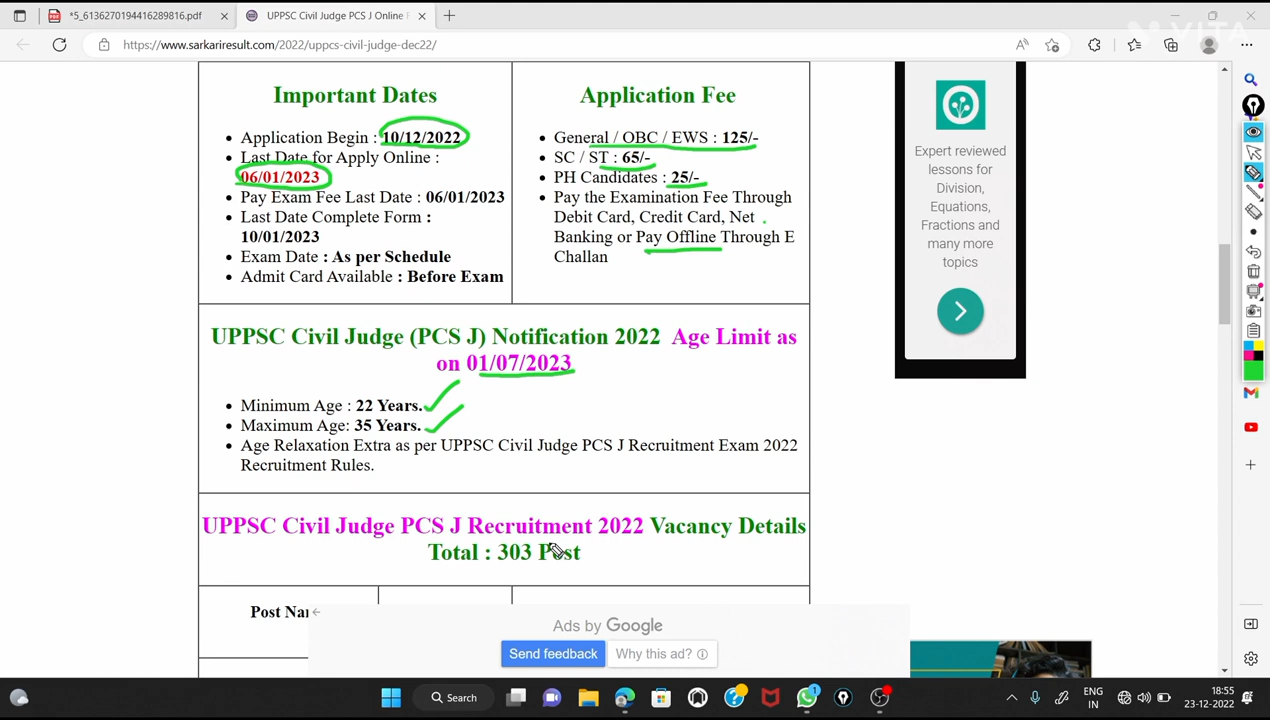 *5_6136270194416289816.pdf
UPPSC Civil Judge PCS J Online F
https://www.sarkariresult.com/2022/uppcs-civil-judge-dec22/
VITA
Important Dates
Application Begin : 10/12/2022
Last Date for Apply Online :
06/01/2023
Pay Exam Fee Last Date : 06/01/2023
Last Date Complete Form :
10/01/2023
Exam Date : As per Schedule
Admit Card Available : Before Exam
Application Fee
General / OBC / EWS : 125/-
SC / ST : 65/-
PH Candidates : 25/-
Pay the Examination Fee Through
Debit Card, Credit Card, Net
Banking or Pay Offline Through E
Challan
Expert reviewed
lessons for
Division,
Equations,
Fractions and
many more
topics
UPPSC Civil Judge (PCS J) Notification 2022 Age Limit as
on 01/07/2023
Minimum Age : 22 Years.
Maximum Age: 35 Years.
Age Relaxation Extra as per UPPSC Civil Judge PCS J Recruitment Exam 2022
Recruitment Rules.
UPPSC Civil Judge PCS J Recruitment 2022 Vacancy Details
Total : 303 Post
Post Na
Ads by Google
Send feedback
Why this ad?
Search
ENG
IN
18:55
23-12-2022